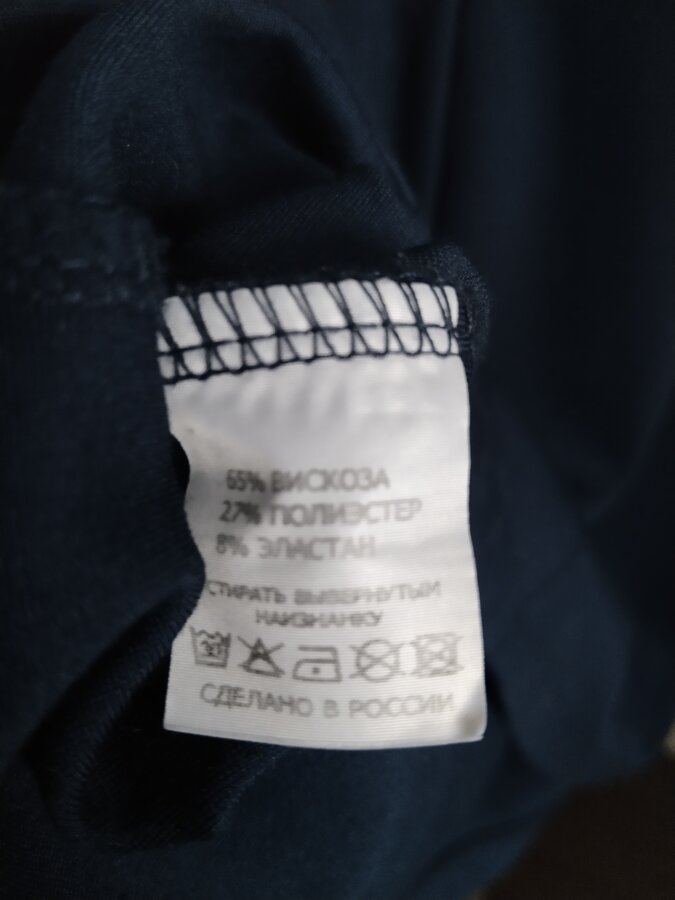 65% ВИСКОЗА
27% ПОЛИЭСТЕР
8% ЭЛАСТАН
СТИРАТЬ ВЫВЕРНУТЫМ
НАИЗНАНКУ
30
СДЕЛАНО В РОССИИ